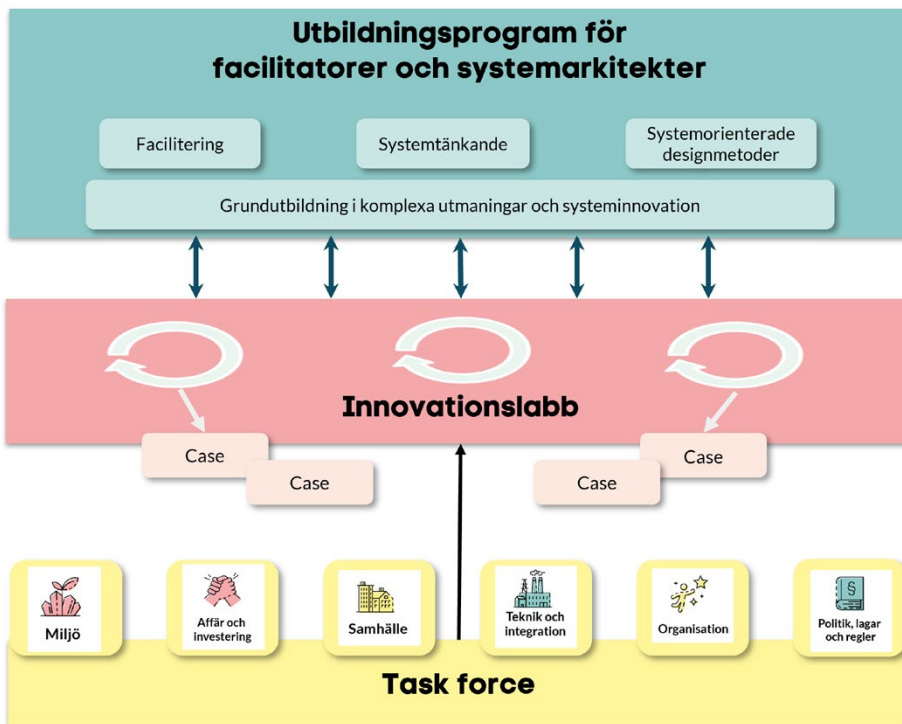 Utbildningsprogram för
facilitatorer och systemarkitekter
Facilitering
Systemtänkande
Systemorienterade
designmetoder
Grundutbildning i komplexa utmaningar och systeminnovation
Innovationslabb
Case
Case
Case
Case
Miljö
Affär och
investering
Samhälle
Teknik och
integration
Organisation
§
Politik, lagar
och regler
Task force